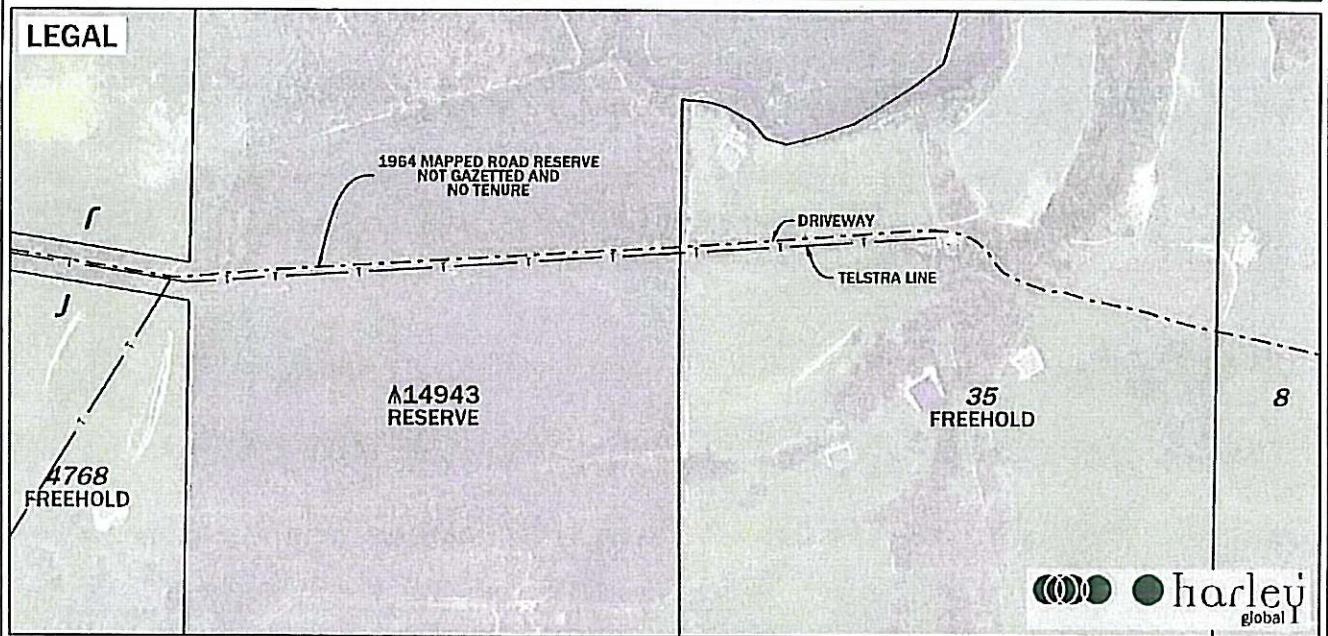 LEGAL
1964 MAPPED ROAD RESERVE
NOT GAZETTED AND
NO TENURE
DRIVEWAY
TELSTRA LINE
T
T
T
T
T
T
T
T
T
T
T
14943
RESERVE
35
FREEHOLD
8
4768
FREEHOLD
harley
global